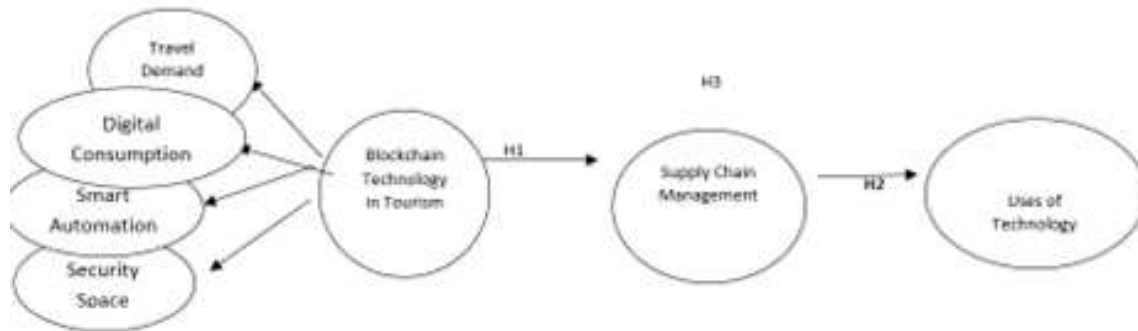 Travel
Demand
Digital
Consumption
Smart
Automation
Security
Space
Blockchain
Technology
in Tourism
H1
H3
Supply Chain
Management
H2
Uses of
Technology